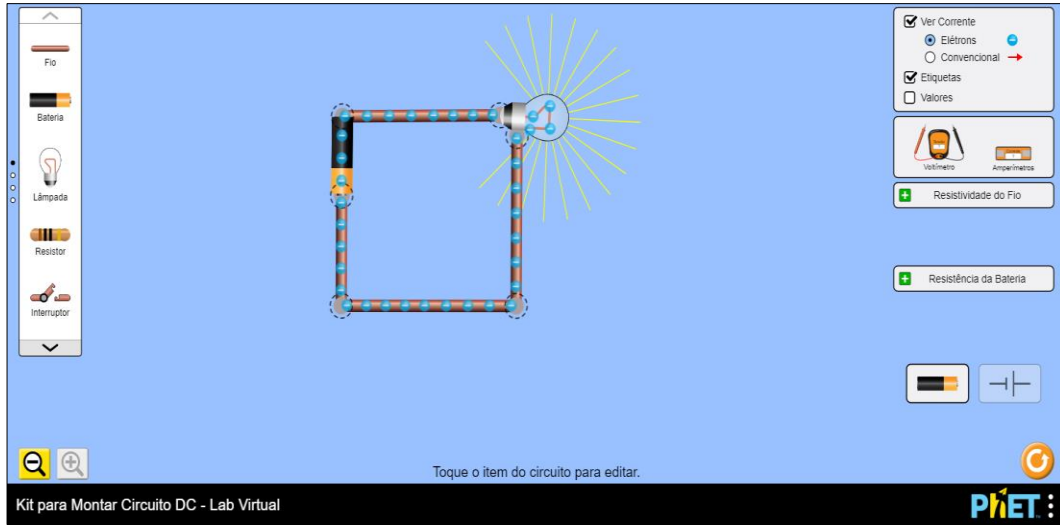 Fio
Bateria
Lâmpada
Resistor
Interruptor
Ver Corrente
Elétrons
Convencional
Etiquetas
Valores
Voltímetro
Amperímetros
Resistividade do Fio
Resistência da Bateria
Toque o item do circuito para editar.
Kit para Montar Circuito DC - Lab Virtual
PhET